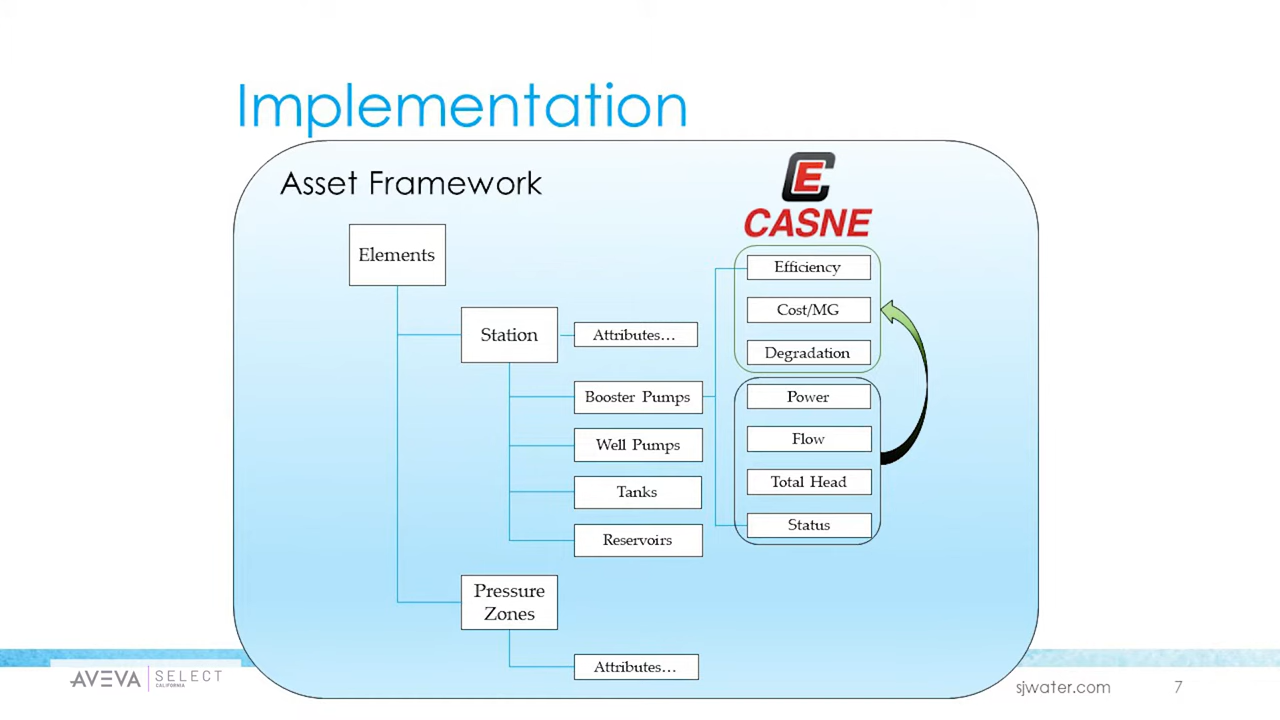 Implementation
Asset Framework
E
CASNE
Elements
Station
Attributes...
Booster Pumps
Well Pumps
Tanks
Reservoirs
Pressure
Zones
Attributes...
Efficiency
Cost/MG
Degradation
Power
Flow
Total Head
Status
AVEVA SELECT
CALIFORNIA
sjwater.com
7